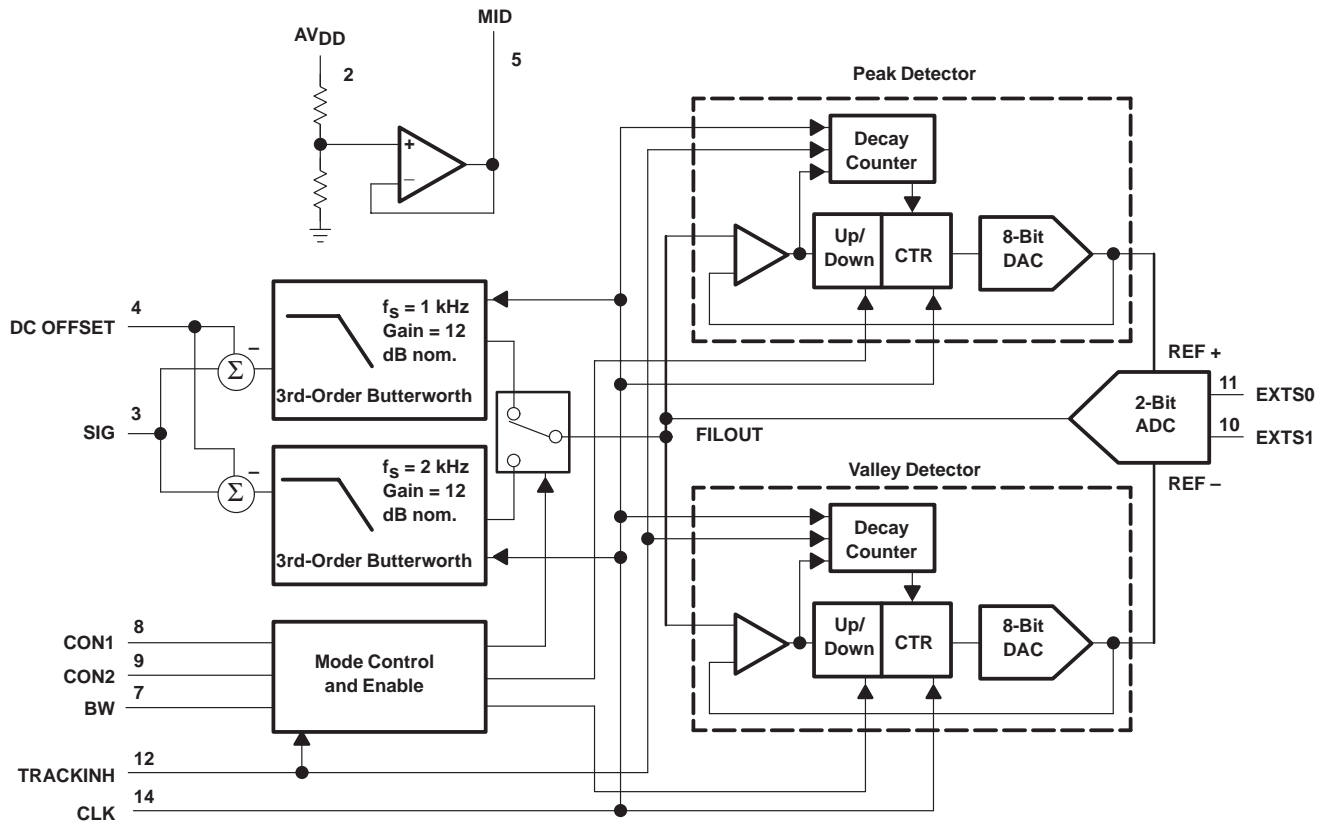 MID
AVDD
5
2
+
–
Peak Detector
Decay
Counter
Up/
Down
CTR
8-Bit
DAC
4
DC OFFSET
–
Σ
fs = 1 kHz
Gain = 12
dB nom.
3rd-Order Butterworth
3
SIG
–
Σ
fs = 2 kHz
Gain = 12
dB nom.
3rd-Order Butterworth
FILOUT
REF +
2-Bit
ADC
11
EXTS0
10
EXTS1
REF –
Valley Detector
Decay
Counter
Up/
Down
CTR
8-Bit
DAC
8
CON1
9
CON2
7
BW
Mode Control
and Enable
12
TRACKINH
14
CLK